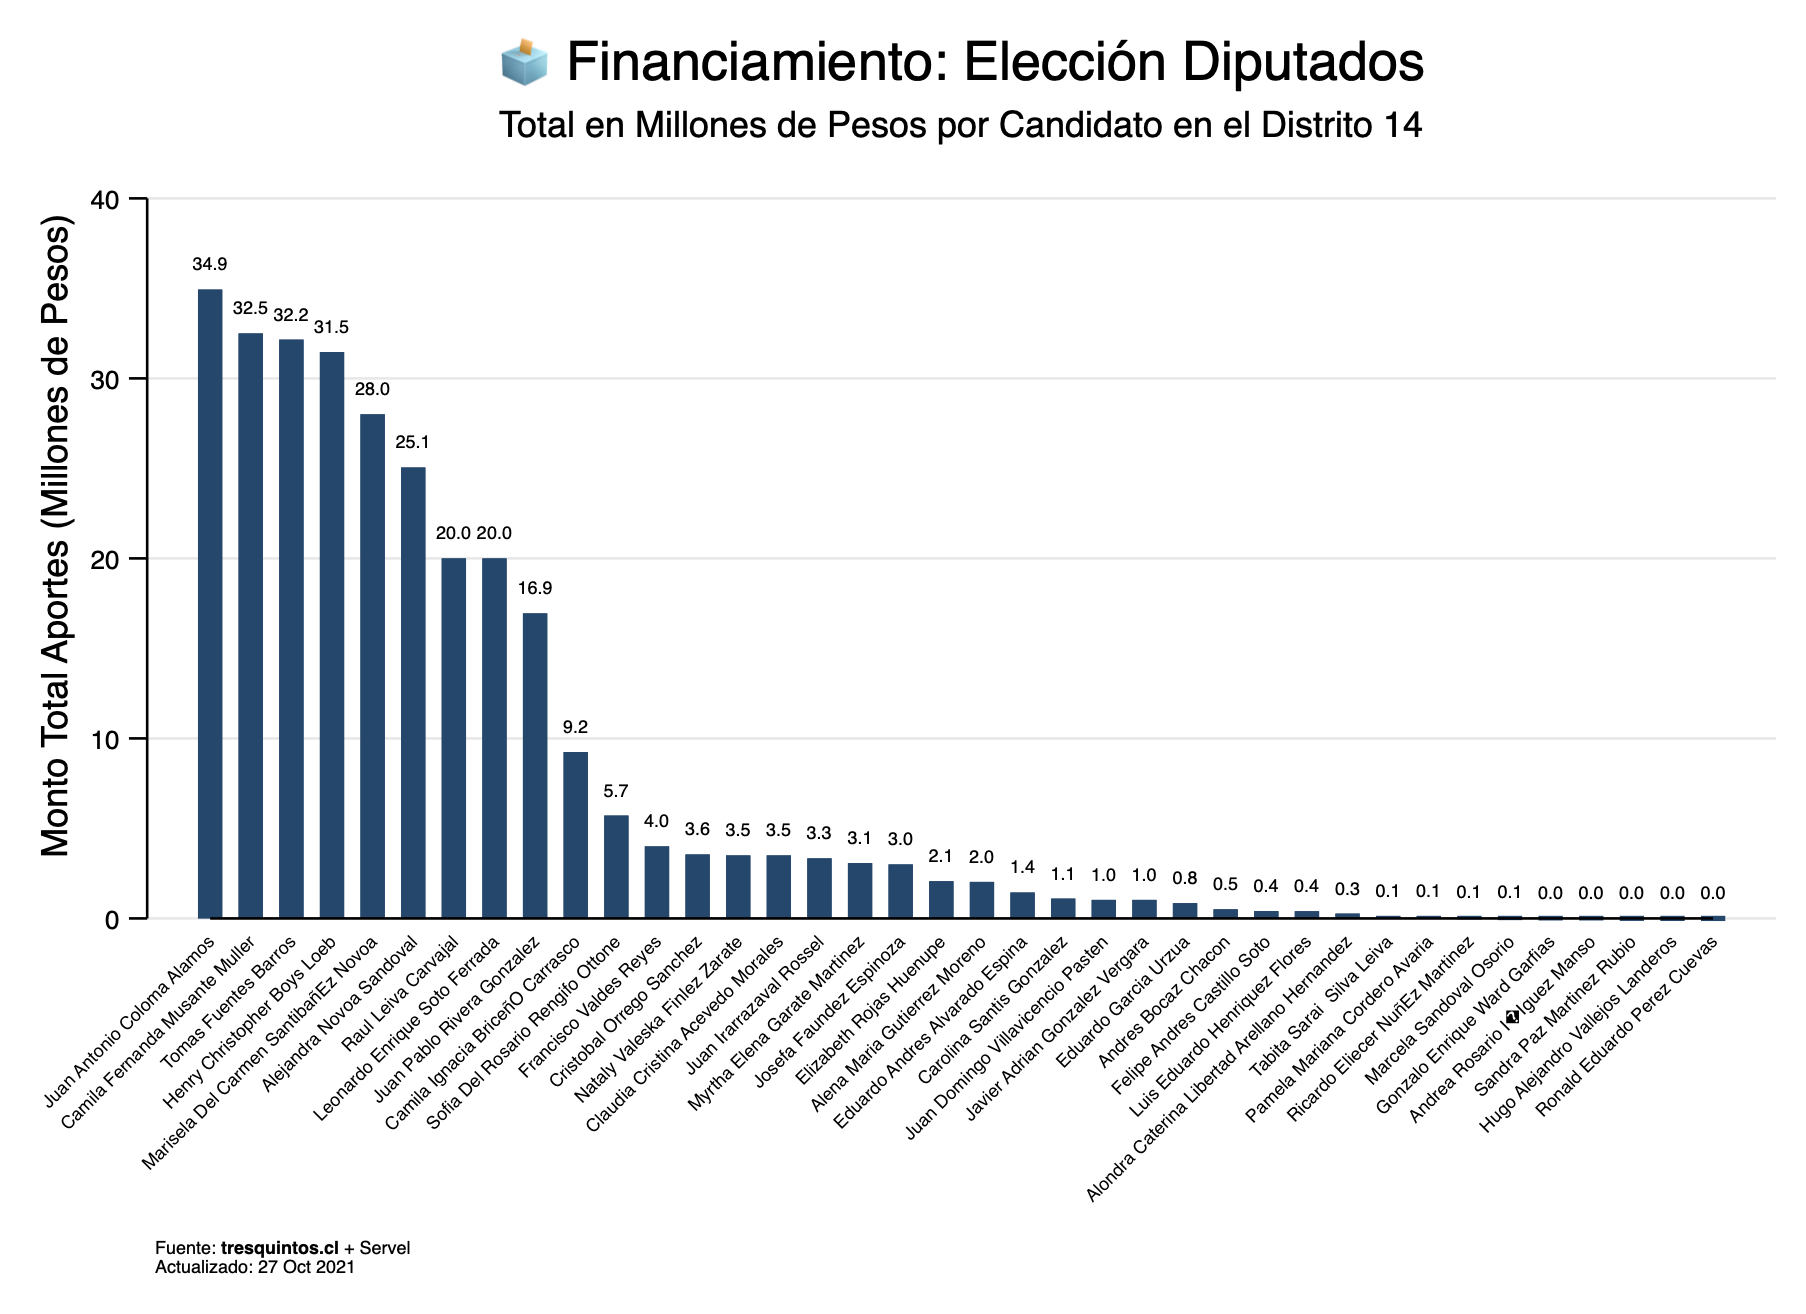 Financiamiento: Elección Diputados
Total en Millones de Pesos por Candidato en el Distrito 14
Monto Total Aportes (Millones de Pesos)
40
30
20
10
0
34.9
32.5
32.2
31.5
28.0
25.1
20.0
20.0
16.9
9.2
5.7
4.0
3.6
3.5
3.5
3.3
3.1
3.0
2.1
2.0
1.4
1.1
1.0
1.0
0.8
0.5
0.4
0.4
0.3
0.1
0.1
0.1
0.1
0.0
0.0
0.0
0.0
0.0
Juan Antonio Coloma Alamos
Camila Fernanda Musante Muller
Tomas Fuentes Barros
Henry Christopher Boys Loeb
Marisela Del Carmen SantibañEz Novoa
Alejandra Novoa Sandoval
Raul Leiva Carvajal
Leonardo Enrique Soto Ferrada
Juan Pablo Rivera Gonzalez
Camila Ignacia BriceñO Carrasco
Sofia Del Rosario Rengifo Ottone
Francisco Valdes Reyes
Cristobal Orrego Sanchez
Nataly Valeska Finlez Zarate
Claudia Cristina Acevedo Morales
Juan Irarrazaval Rossel
Myrtha Elena Garate Martinez
Josefa Faundez Espinoza
Elizabeth Rojas Huenupe
Alena Maria Gutierrez Moreno
Eduardo Andres Alvarado Espina
Carolina Santis Gonzalez
Juan Domingo Villavicencio Pasten
Javier Adrian Gonzalez Vergara
Eduardo Garcia Urzua
Andres Bocaz Chacon
Felipe Andres Castillo Soto
Luis Eduardo Henriquez Flores
Alondra Caterina Libertad Arellano Hernandez
Tabita Sarai  Silva Leiva
Pamela Mariana Cordero Avaria
Ricardo Eliecer NuñEz Martinez
Marcela Sandoval Osorio
Gonzalo Enrique Ward Garfias
Andrea Rosario I�Iguez Manso
Sandra Paz Martinez Rubio
Hugo Alejandro Vallejos Landeros
Ronald Eduardo Perez Cuevas
Fuente: tresquintos.cl + Servel
Actualizado: 27 Oct 2021